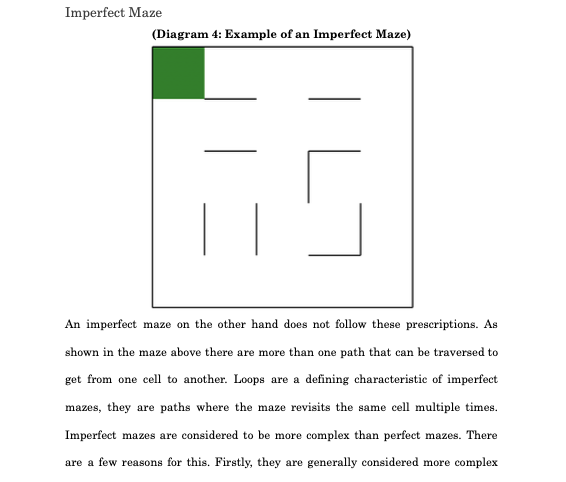 Imperfect Maze
(Diagram 4: Example of an Imperfect Maze)
An imperfect maze on the other hand does not follow these prescriptions. As
shown in the maze above there are more than one path that can be traversed to
get from one cell to another. Loops are a defining characteristic of imperfect
mazes, they are paths where the maze revisits the same cell multiple times.
Imperfect mazes are considered to be more complex than perfect mazes. There
are a few reasons for this. Firstly, they are generally considered more complex